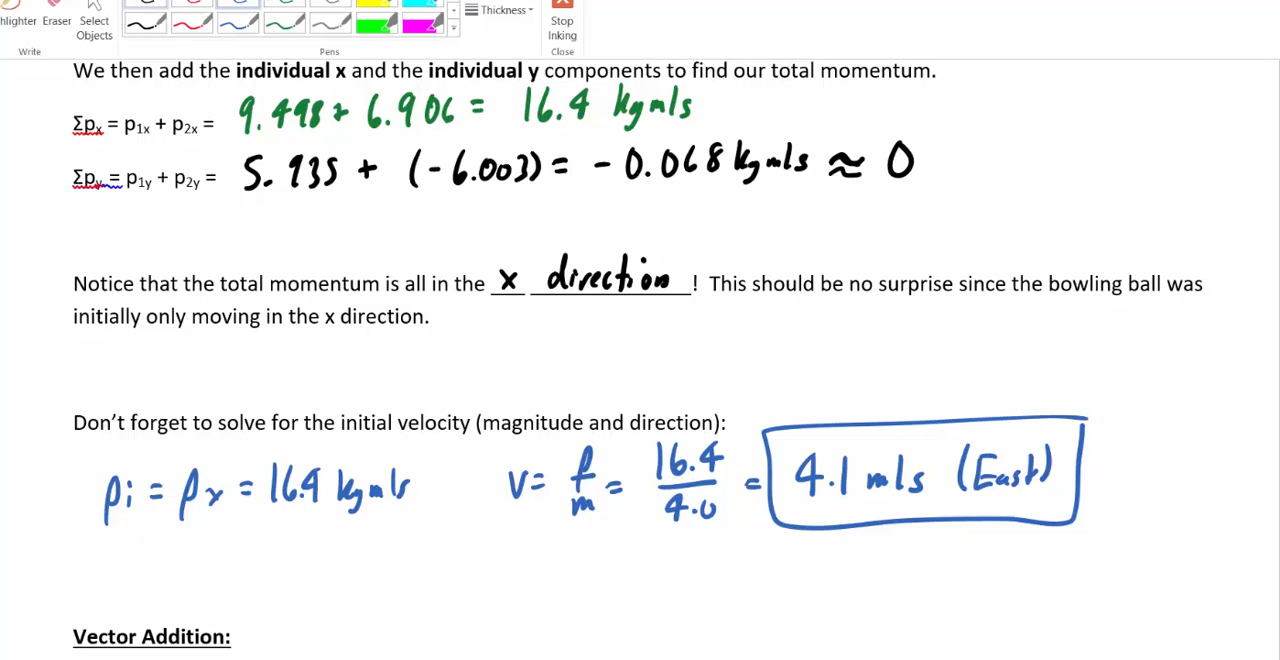 hlighter Eraser Select Objects
Thickness
Stop Inking
Write
Pens
Close
We then add the individual x and the individual y components to find our total momentum.
Σpx = p1x + p2x = 9.498 + 6.906 = 16.4 kgm/s
Σpy = p1y + p2y = 5.935 + (-6.003) = -0.068 kgm/s ≈ 0
Notice that the total momentum is all in the x direction! This should be no surprise since the bowling ball was
initially only moving in the x direction.
Don't forget to solve for the initial velocity (magnitude and direction):
pi = px = 16.4 kgm/s v = p/m = 16.4/4.0 = 4.1 m/s (East)
Vector Addition: